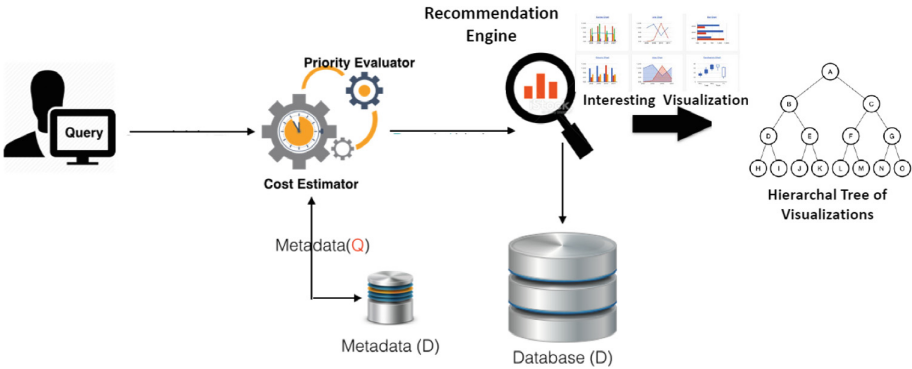 Recommendation
Engine
Priority Evaluator
Query
Cost Estimator
Interesting Visualization
A
B
C
D
E
F
G
H
I
J
K
L
M
N
O
Hierarchal Tree of
Visualizations
Metadata(Q)
Metadata (D)
Database (D)